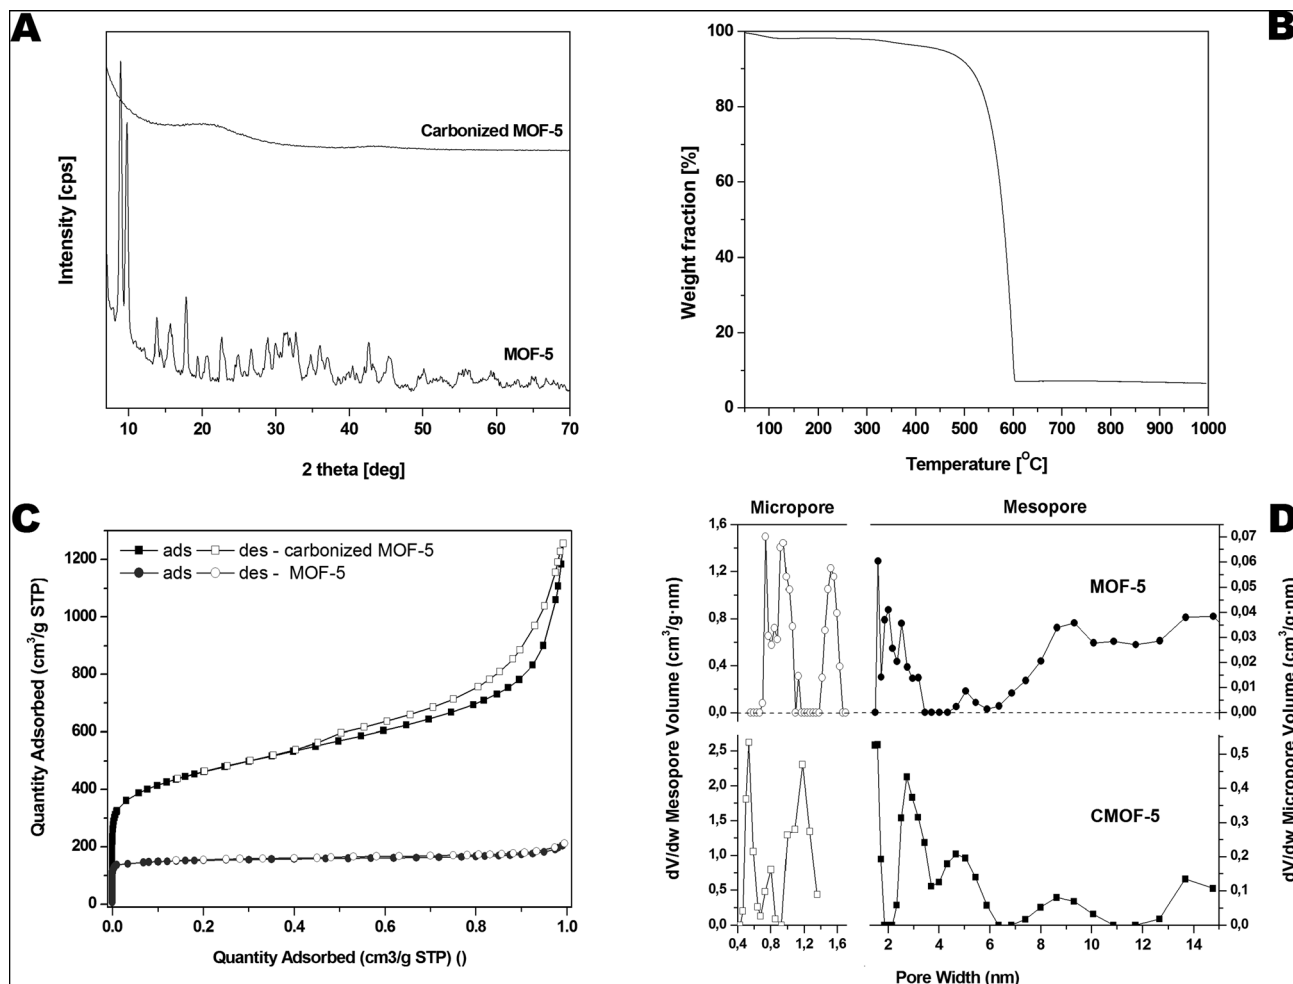 A
Carbonized MOF-5
MOF-5
Intensity [cps]
10 20 30 40 50 60 70
2 theta [deg]
B
100
80
60
40
20
0
Weight fraction [%]
100 200 300 400 500 600 700 800 900 1000
Temperature [°C]
C
ads des - carbonized MOF-5
ads des - MOF-5
1200
1000
800
600
400
200
0
Quantity Adsorbed (cm³/g STP)
0.0 0.2 0.4 0.6 0.8 1.0
Quantity Adsorbed (cm3/g STP) ()
D
Micropore Mesopore
1,6
1,2
0,8
0,4
0,0
MOF-5
0,07
0,06
0,05
0,04
0,03
0,02
0,01
0,00
2,5
2,0
1,5
1,0
0,5
0,0
CMOF-5
0,5
0,4
0,3
0,2
0,1
0,0
dV/dw Mesopore Volume (cm³/g·nm)
dV/dw Micropore Volume (cm³/g·nm)
0,4 0,8 1,2 1,6 2 4 6 8 10 12 14
Pore Width (nm)